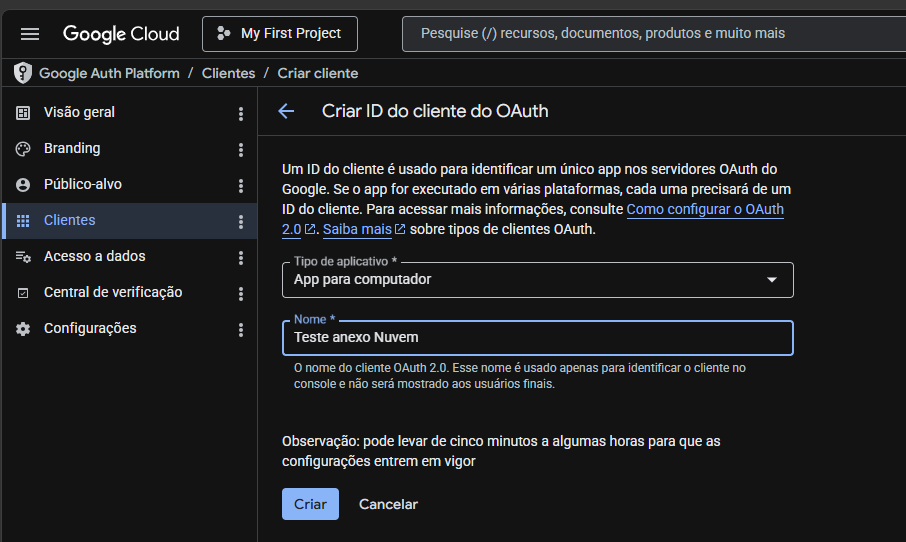 Google Cloud
My First Project
Pesquise (/) recursos, documentos, produtos e muito mais
Google Auth Platform / Clientes / Criar cliente
Visão geral
Branding
Público-alvo
Clientes
Acesso a dados
Central de verificação
Configurações
Criar ID do cliente do OAuth
Um ID do cliente é usado para identificar um único app nos servidores OAuth do
Google. Se o app for executado em várias plataformas, cada uma precisará de um
ID do cliente. Para acessar mais informações, consulte Como configurar o OAuth
2.0. Saiba mais sobre tipos de clientes OAuth.
Tipo de aplicativo *
App para computador
Nome *
Teste anexo Nuvem
O nome do cliente OAuth 2.0. Esse nome é usado apenas para identificar o cliente no
console e não será mostrado aos usuários finais.
Observação: pode levar de cinco minutos a algumas horas para que as
configurações entrem em vigor
Criar
Cancelar